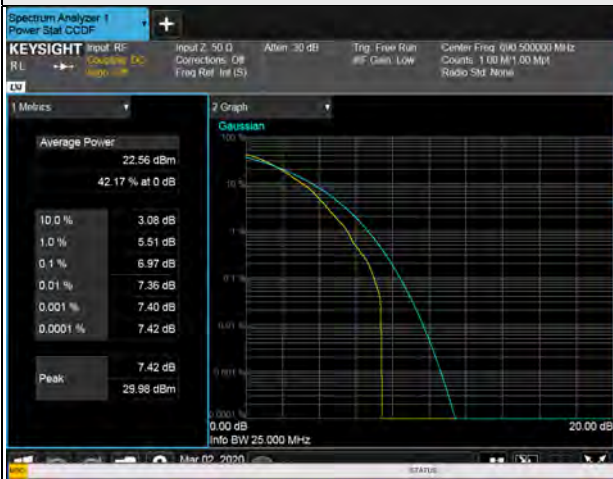 Spectrum Analyzer 1
Power Stat CCDF
+
KEYSIGHT
Input: RF
Coupling: DC
Align: Off
RL
Input Z: 50 Ω
Corrections: Off
Freq Ref: Int (S)
Atten: 30 dB
Trig: Free Run
#IF Gain: Low
Center Freq: 690.500000 MHz
Counts: 1.00 M/1.00 Mpt
Radio Std: None
LW
1 Metrics
Average Power
22.56 dBm
42.17 % at 0 dB
10.0 % 3.08 dB
1.0 % 5.51 dB
0.1 % 6.97 dB
0.01 % 7.36 dB
0.001 % 7.40 dB
0.0001 % 7.42 dB
Peak
7.42 dB
29.98 dBm
2 Graph
Gaussian
100 %
10 %
1 %
0.1 %
0.01 %
0.001 %
0.0001 %
0.00 dB
20.00 dB
Info BW 25.000 MHz
Mar 02, 2020
MSG
STATUS